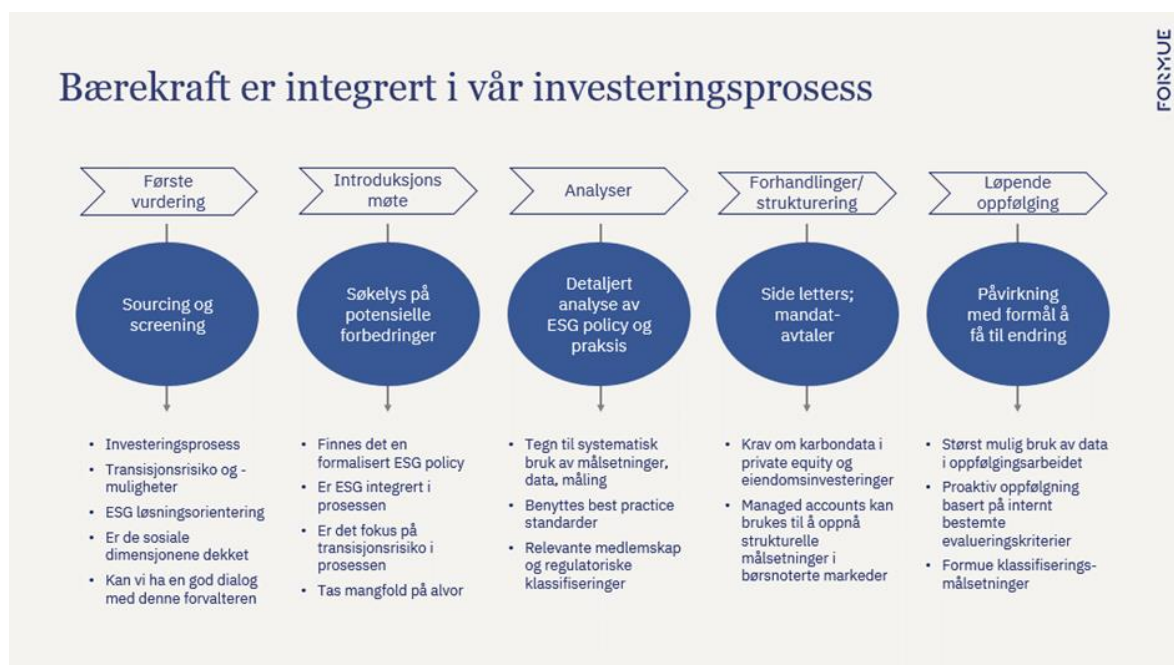 FORMUE
Bærekraft er integrert i vår investeringsprosess
Første
vurdering
Introduksjons
møte
Analyser
Forhandlinger/
strukturering
Løpende
oppfølging
Sourcing og
screening
Søkelys på
potensielle
forbedringer
Detaljert
analyse av
ESG policy og
praksis
Side letters;
mandat-
avtaler
Påvirkning
med formål å
få til endring
• Investeringsprosess
• Transisjonsrisiko og -
muligheter
• ESG løsningsorientering
• Er de sosiale
dimensjonene dekket
• Kan vi ha en god dialog
med denne forvalteren
• Finnes det en
formalisert ESG policy
• Er ESG integrert i
prosessen
• Er det fokus på
transisjonsrisiko i
prosessen
• Tas mangfold på alvor
• Tegn til systematisk
bruk av målsetninger,
data, måling
• Benyttes best practice
standarder
• Relevante medlemskap
og regulatoriske
klassifiseringer
• Krav om karbondata i
private equity og
eiendomsinvesteringer
• Managed accounts kan
brukes til å oppnå
strukturelle
målsetninger i
børsnoterte markeder
• Størst mulig bruk av data
i oppfølgingsarbeidet
• Proaktiv oppfølgning
basert på internt
bestemte
evalueringskriterier
• Formue klassifiserings-
målsetninger